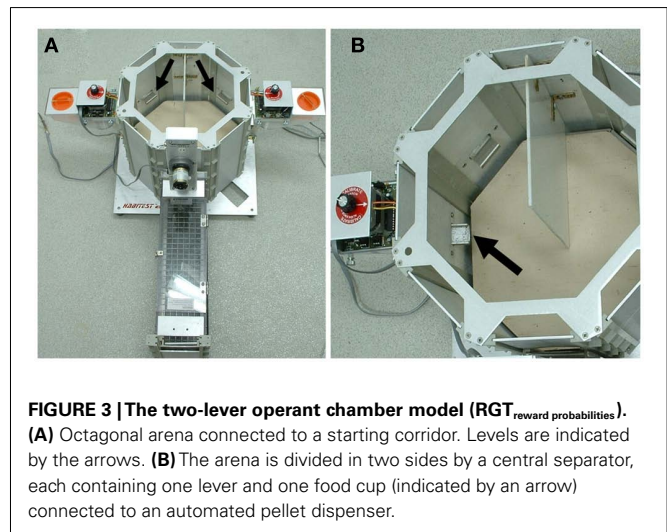 A
B
HABITEST
FIGURE 3 | The two-lever operant chamber model (RGT reward probabilities).
(A) Octagonal arena connected to a starting corridor. Levels are indicated
by the arrows. (B) The arena is divided in two sides by a central separator,
each containing one lever and one food cup (indicated by an arrow)
connected to an automated pellet dispenser.